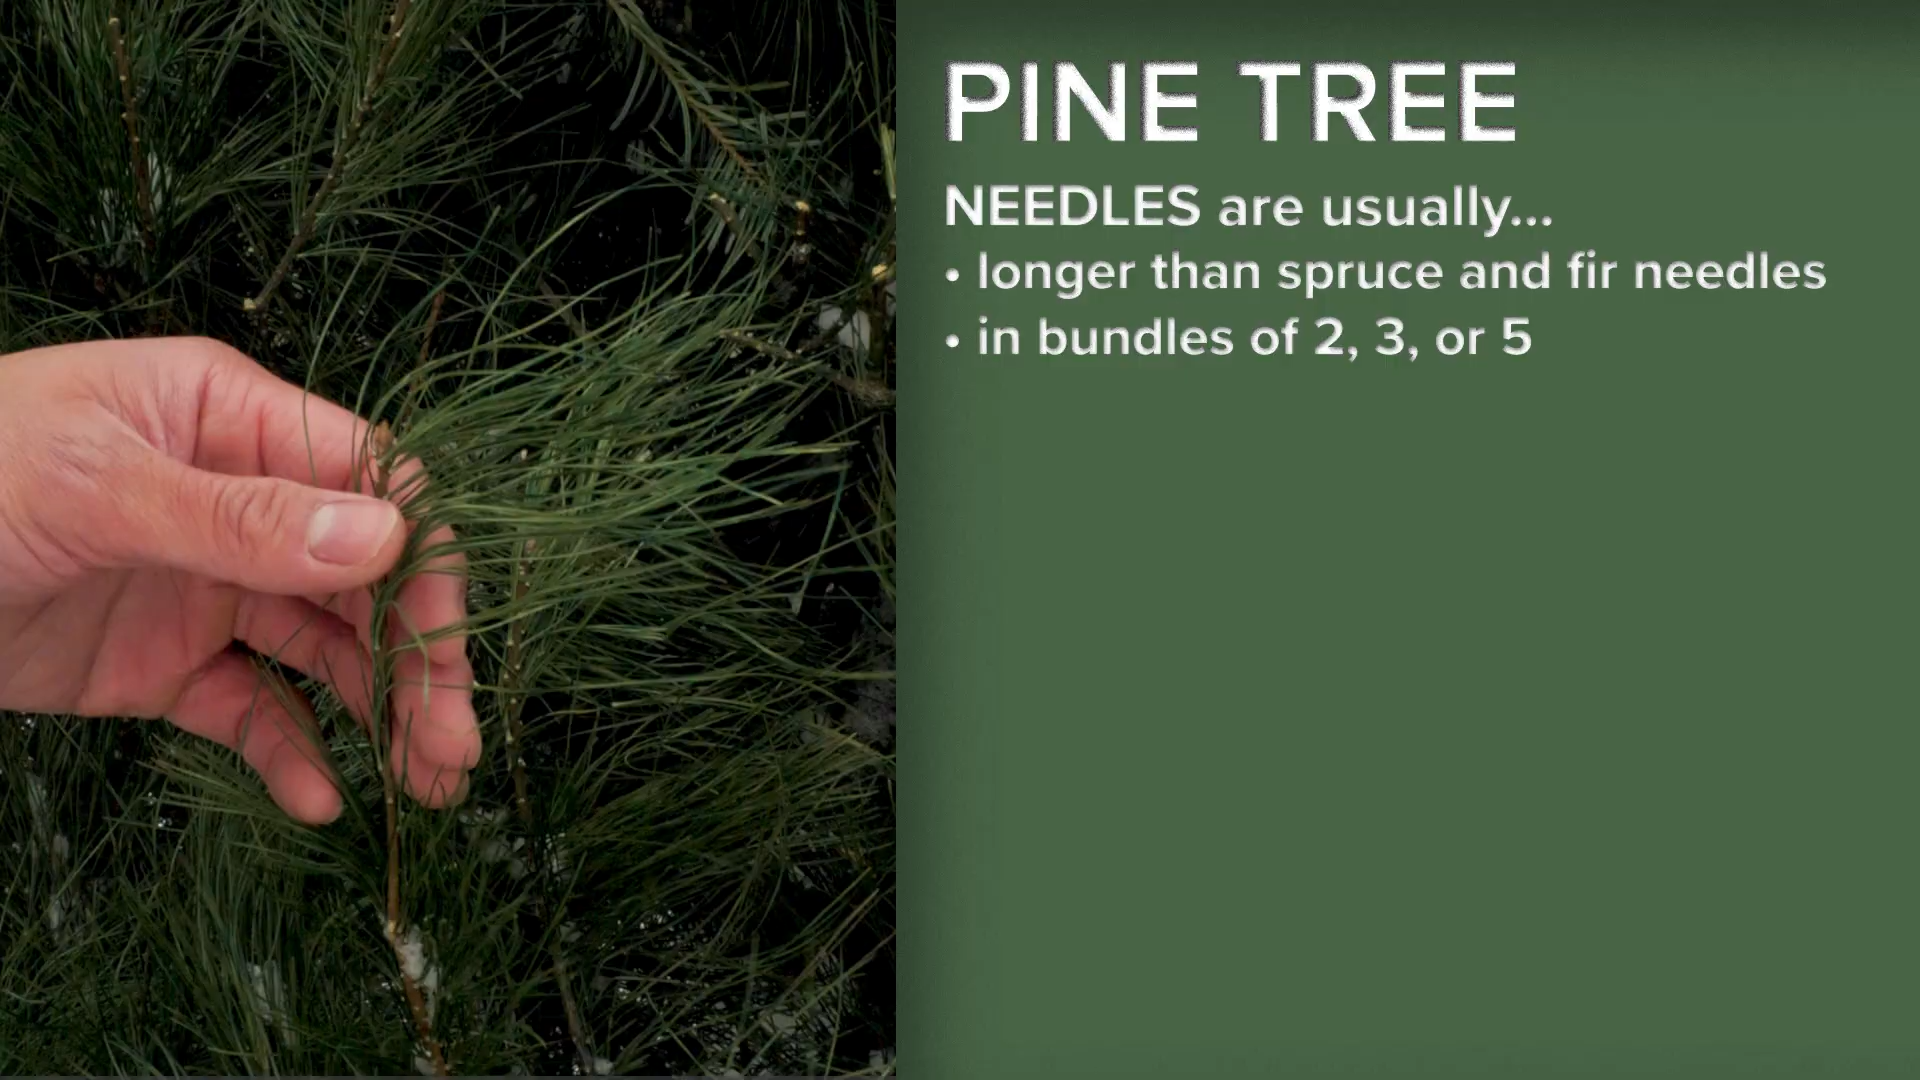 PINE TREE
NEEDLES are usually...
• longer than spruce and fir needles
• in bundles of 2, 3, or 5